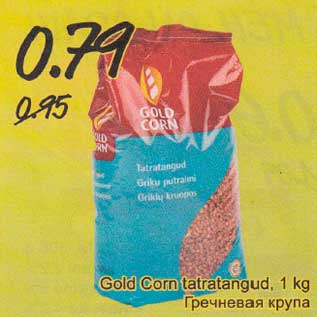 0.79
0.95
GOLD
CORN
OLD
CORN
Tatratangud
Griķu putraimi
Grikių kruopos
Gold Corn tatratangud, 1 kg
Гречневая крупа